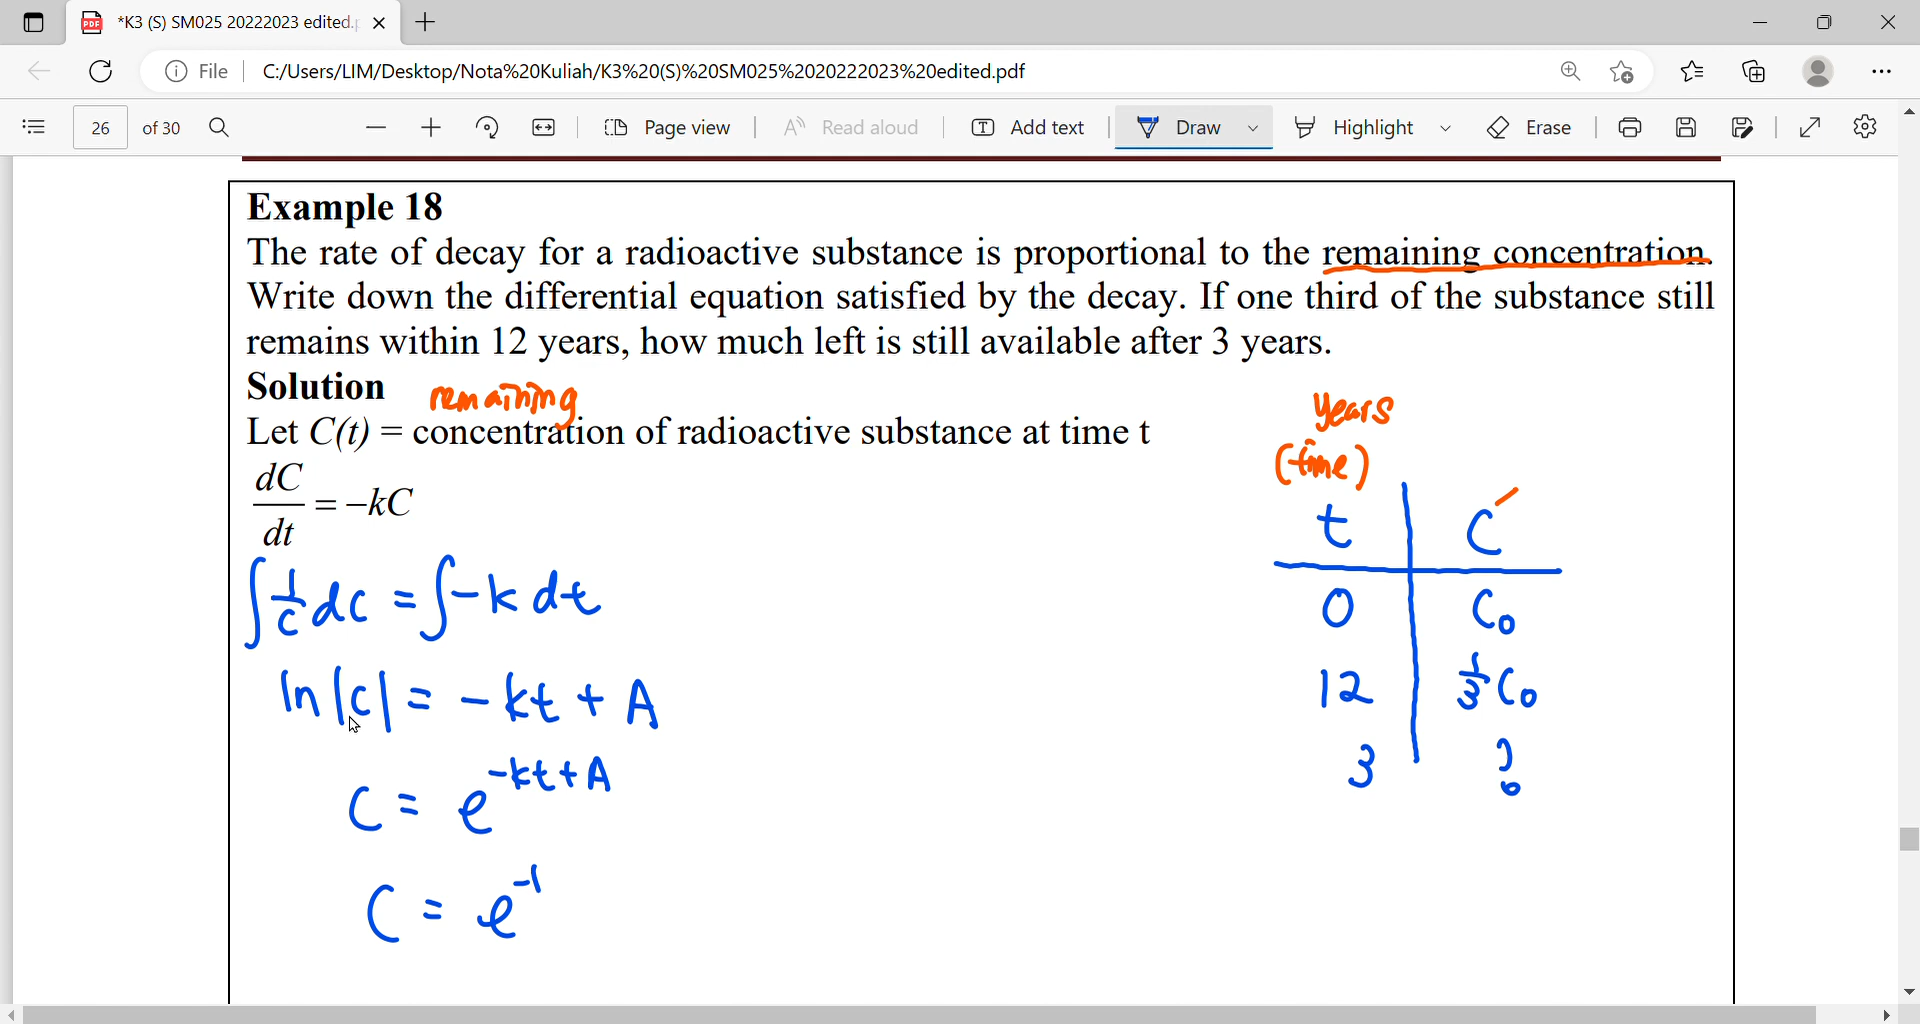 *K3 (S) SM025 20222023 edited.
File
C:/Users/LIM/Desktop/Nota%20Kuliah/K3%20(S)%20SM025%2020222023%20edited.pdf
26 of 30
Page view
Read aloud
Add text
Draw
Highlight
Erase
Example 18
The rate of decay for a radioactive substance is proportional to the remaining concentration.
Write down the differential equation satisfied by the decay. If one third of the substance still
remains within 12 years, how much left is still available after 3 years.
Solution
remaining
Let C(t) = concentration of radioactive substance at time t
dC/dt = -kC
∫ 1/C dC = ∫ -k dt
ln|C| = -kt + A
C = e^(-kt+A)
C = e^-1
years
(time)
t C
0 C₀
12 1/3 C₀
3 ?